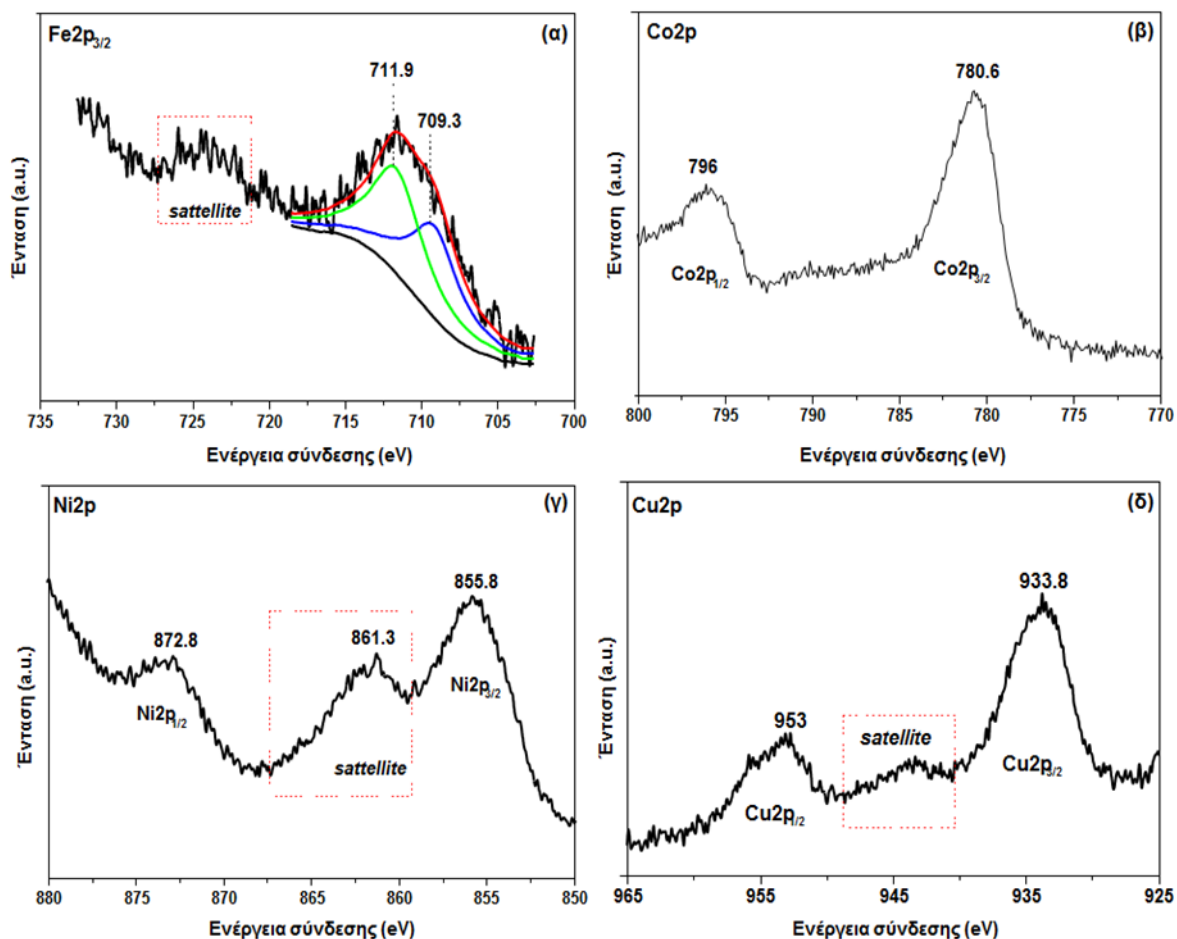 Fe2p3/2
(α)
711.9
709.3
sattellite
Ένταση (a.u.)
735 730 725 720 715 710 705 700
Ενέργεια σύνδεσης (eV)
Co2p
(β)
780.6
796
Co2p1/2
Co2p3/2
Ένταση (a.u.)
800 795 790 785 780 775 770
Ενέργεια σύνδεσης (eV)
Ni2p
(γ)
855.8
861.3
872.8
Ni2p1/2
Ni2p3/2
sattellite
Ένταση (a.u.)
880 875 870 865 860 855 850
Ενέργεια σύνδεσης (eV)
Cu2p
(δ)
933.8
953
satellite
Cu2p1/2
Cu2p3/2
Ένταση (a.u.)
965 955 945 935 925
Ενέργεια σύνδεσης (eV)